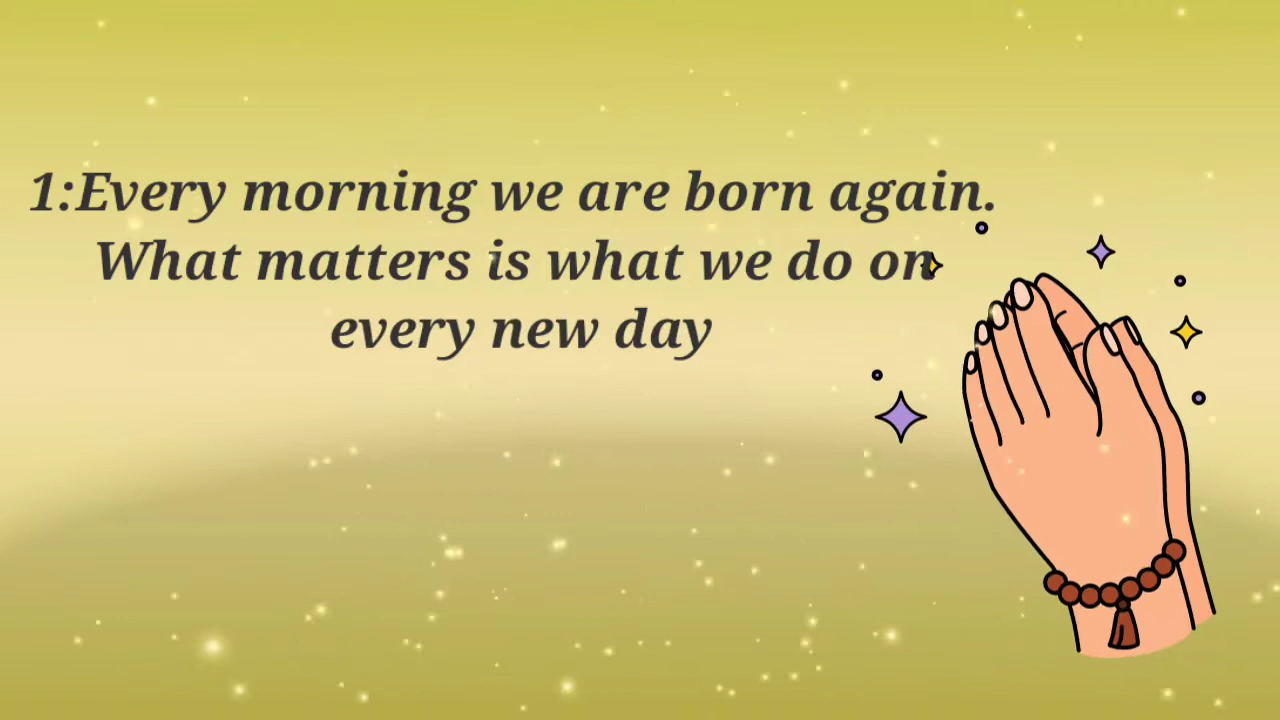 1:Every morning we are born again.
What matters is what we do on
every new day